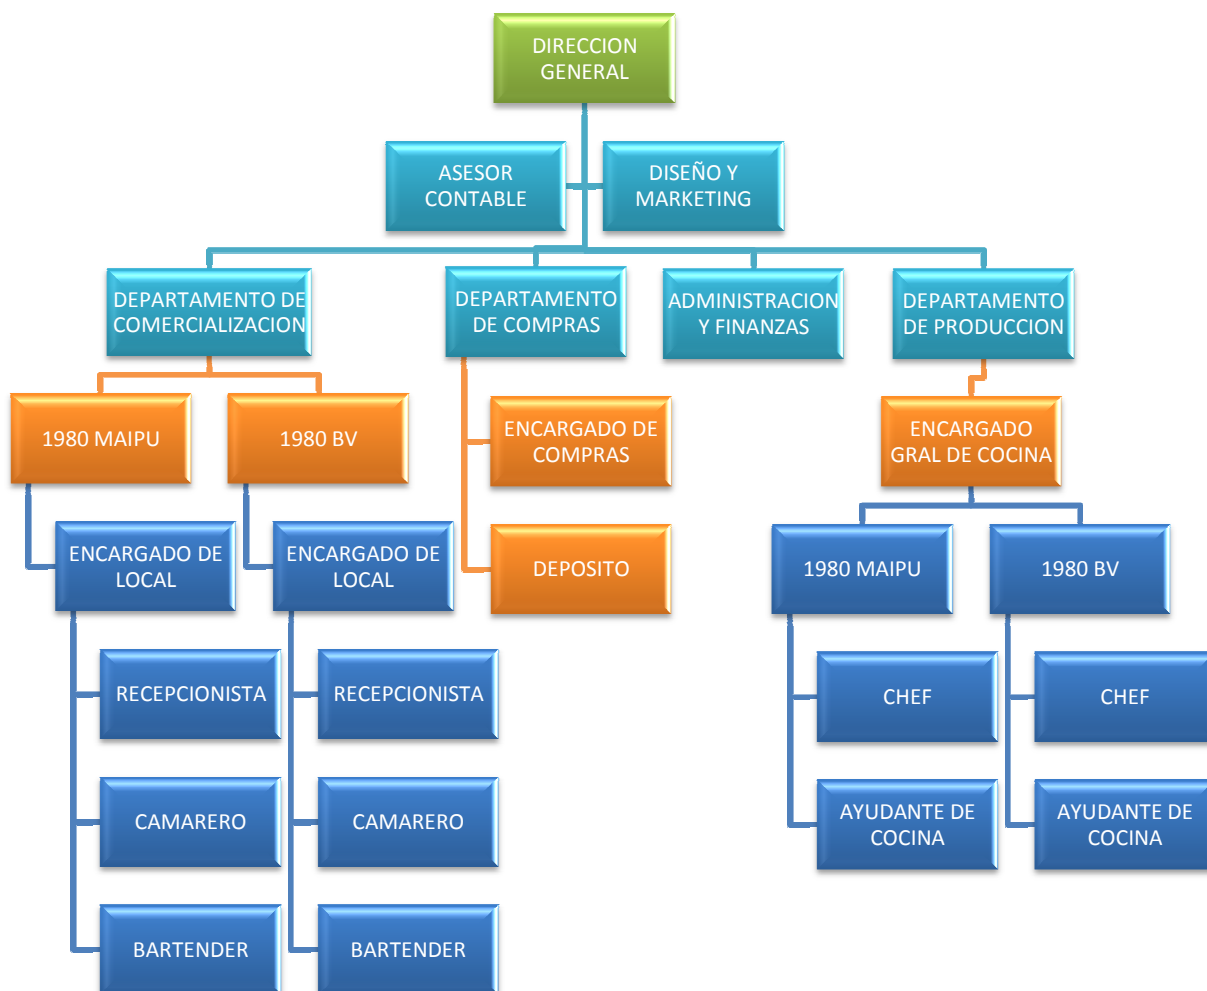 DIRECCION
GENERAL
ASESOR
CONTABLE
DISEÑO Y
MARKETING
DEPARTAMENTO DE
COMERCIALIZACION
DEPARTAMENTO
DE COMPRAS
ADMINISTRACION
Y FINANZAS
DEPARTAMENTO
DE PRODUCCION
1980 MAIPU
1980 BV
ENCARGADO DE
COMPRAS
ENCARGADO
GRAL DE COCINA
ENCARGADO DE
LOCAL
ENCARGADO DE
LOCAL
DEPOSITO
1980 MAIPU
1980 BV
RECEPCIONISTA
RECEPCIONISTA
CHEF
CHEF
CAMARERO
CAMARERO
AYUDANTE DE
COCINA
AYUDANTE DE
COCINA
BARTENDER
BARTENDER